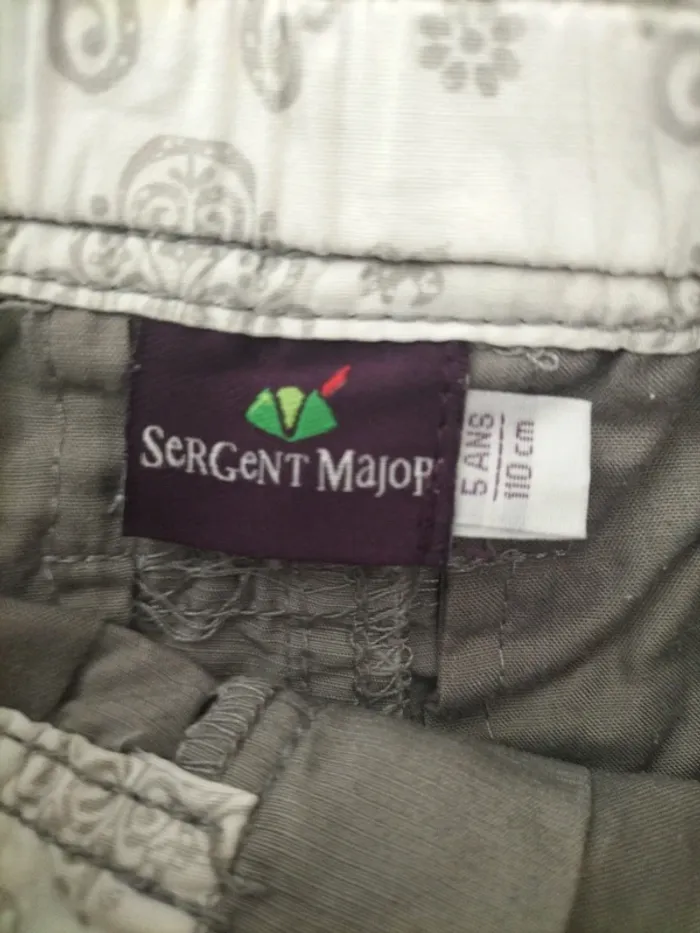 SeRGeNT MaJoR
5 ANS
110 cm